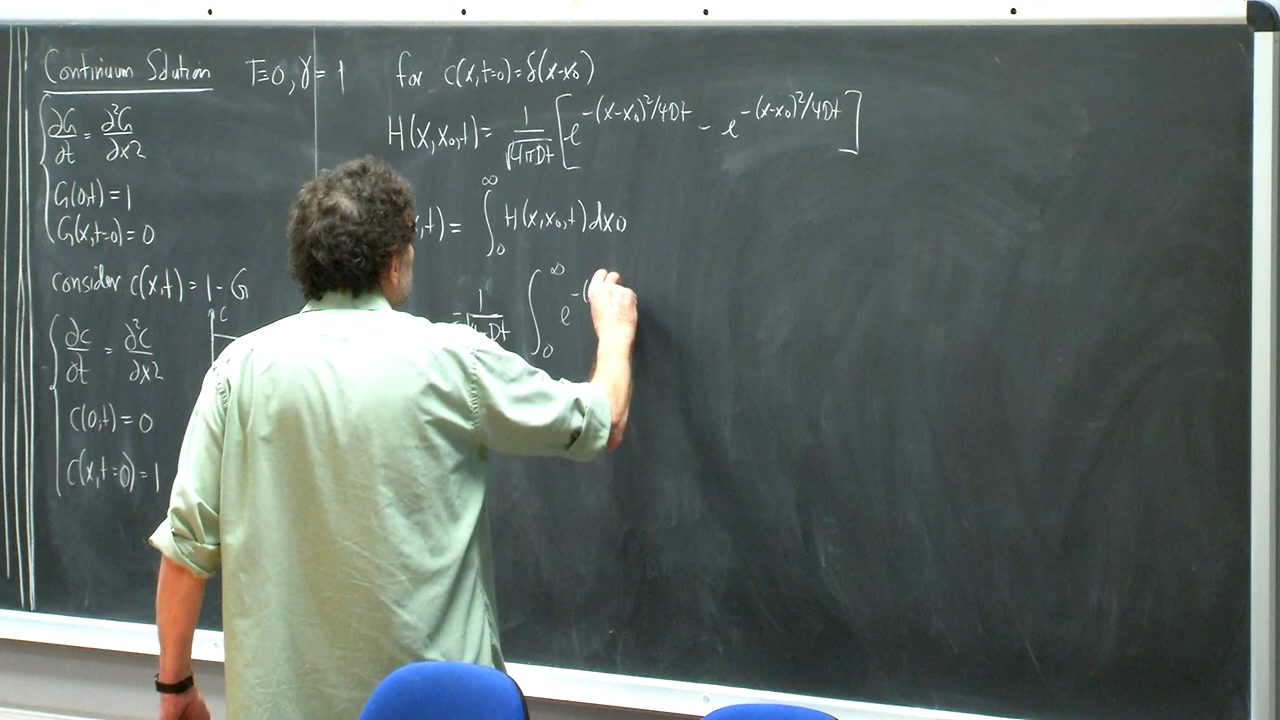 Continuum Solution T=0, γ=1
∂G/∂t = ∂²G/∂x2
G(0,t) = 1
G(x,t=0) = 0
consider c(x,t) = 1 - G
c
∂c/∂t = ∂²c/∂x2
c(0,t) = 0
c(x,t=0) = 1
for c(x,t=0) = δ(x-x₀)
H(x,x₀,t) = 1/√4πDt [e^-(x-x₀)²/4Dt - e^-(x-x₀)²/4Dt]
,t) = ∫₀^∞ H(x,x₀,t) dx0
= 1/√4πDt ∫₀^∞ e^-(